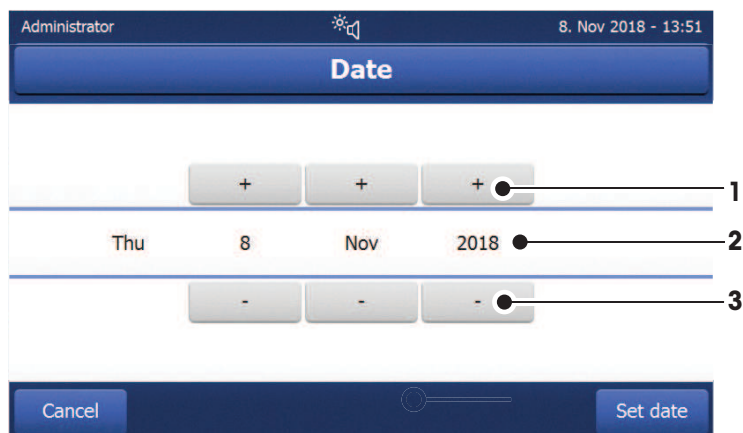 Administrator 8. Nov 2018 - 13:51
Date
+ + + 1
Thu 8 Nov 2018 2
- - - 3
Cancel Set date